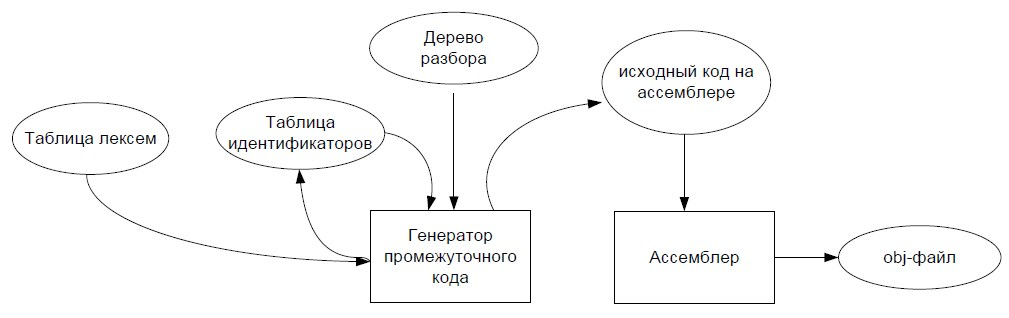 Дерево
разбора
исходный код на
ассемблере
Таблица лексем
Таблица
идентификаторов
Генератор
промежуточного
кода
Ассемблер
obj-файл